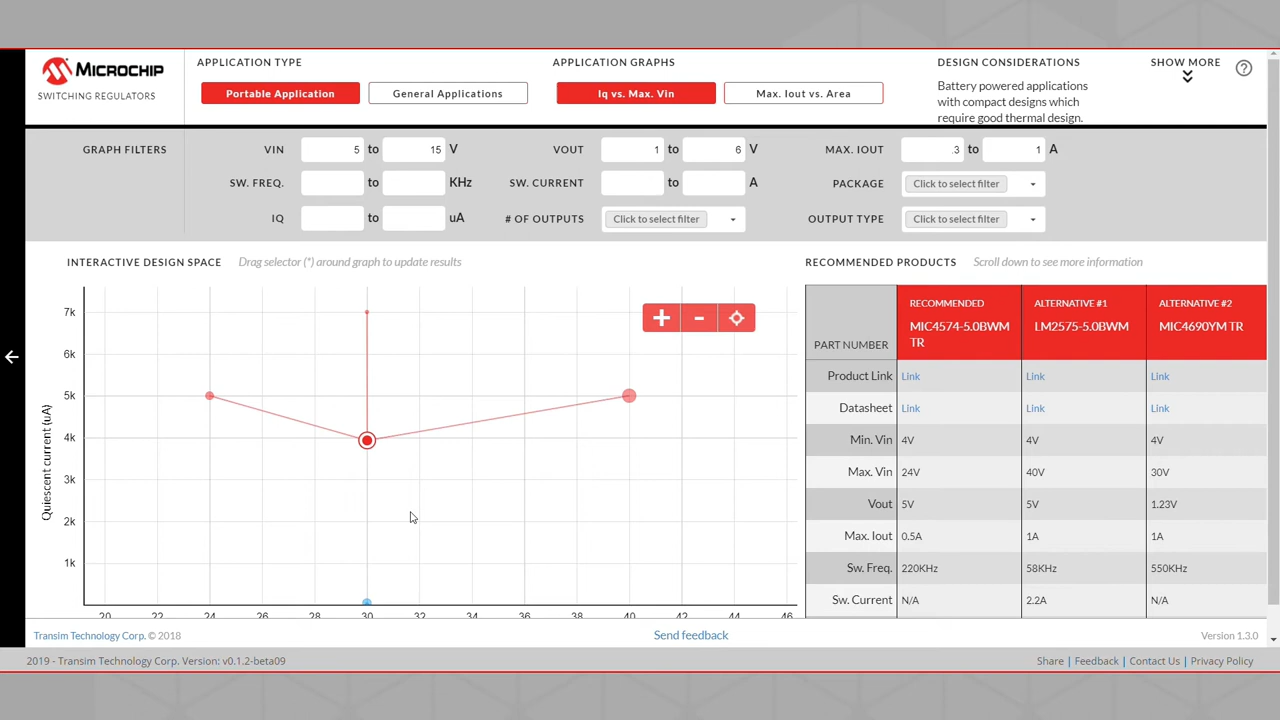 MICROCHIP
SWITCHING REGULATORS
APPLICATION TYPE
Portable Application
General Applications
APPLICATION GRAPHS
Iq vs. Max. Vin
Max. Iout vs. Area
DESIGN CONSIDERATIONS
Battery powered applications
with compact designs which
require good thermal design.
SHOW MORE
?
GRAPH FILTERS
VIN 5 to 15 V
VOUT 1 to 6 V
MAX. IOUT .3 to 1 A
SW. FREQ. to KHz
SW. CURRENT to A
PACKAGE Click to select filter
IQ to uA
# OF OUTPUTS Click to select filter
OUTPUT TYPE Click to select filter
INTERACTIVE DESIGN SPACE Drag selector (*) around graph to update results
7k
6k
5k
4k
3k
2k
1k
Quiescent current (uA)
20 22 24 26 28 30 32 34 36 38 40 42 44 46
RECOMMENDED PRODUCTS Scroll down to see more information
PART NUMBER
RECOMMENDED
MIC4574-5.0BWM
TR
ALTERNATIVE #1
LM2575-5.0BWM
ALTERNATIVE #2
MIC4690YM TR
Product Link Link Link Link
Datasheet Link Link Link
Min. Vin 4V 4V 4V
Max. Vin 24V 40V 30V
Vout 5V 5V 1.23V
Max. Iout 0.5A 1A 1A
Sw. Freq. 220KHz 58KHz 550KHz
Sw. Current N/A 2.2A N/A
Transim Technology Corp. © 2018
Send feedback
Version 1.3.0
2019 - Transim Technology Corp. Version: v0.1.2-beta09
Share | Feedback | Contact Us | Privacy Policy